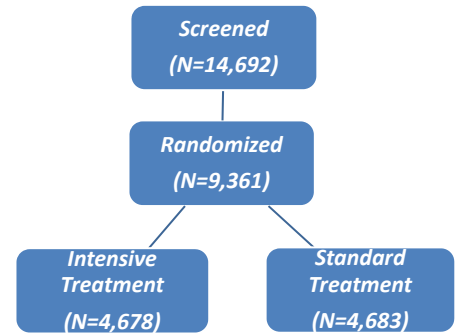 Screened
(N=14,692)
Randomized
(N=9,361)
Intensive
Treatment
(N=4,678)
Standard
Treatment
(N=4,683)